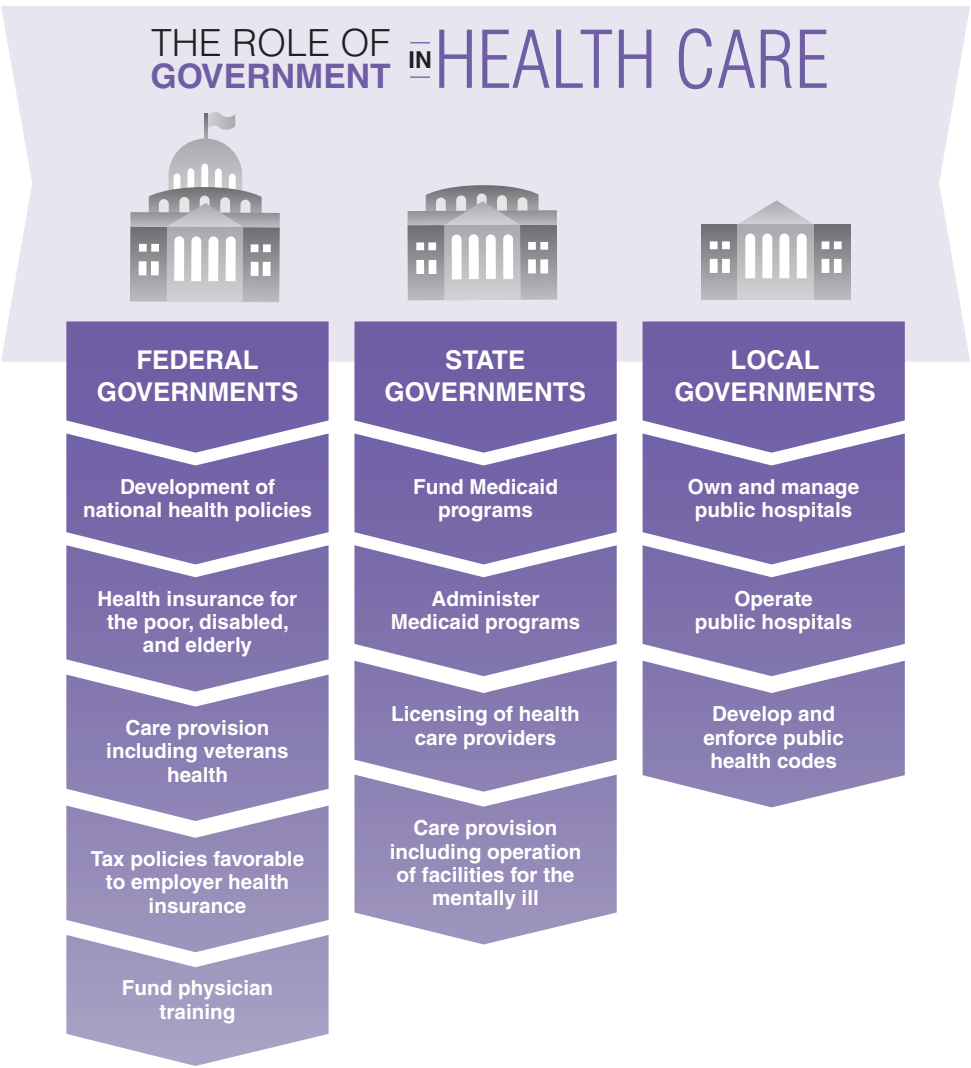 THE ROLE OF
GOVERNMENT
IN
HEALTH CARE
FEDERAL
GOVERNMENTS
Development of
national health policies
Health insurance for
the poor, disabled,
and elderly
Care provision
including veterans
health
Tax policies favorable
to employer health
insurance
Fund physician
training
STATE
GOVERNMENTS
Fund Medicaid
programs
Administer
Medicaid programs
Licensing of health
care providers
Care provision
including operation
of facilities for the
mentally ill
LOCAL
GOVERNMENTS
Own and manage
public hospitals
Operate
public hospitals
Develop and
enforce public
health codes